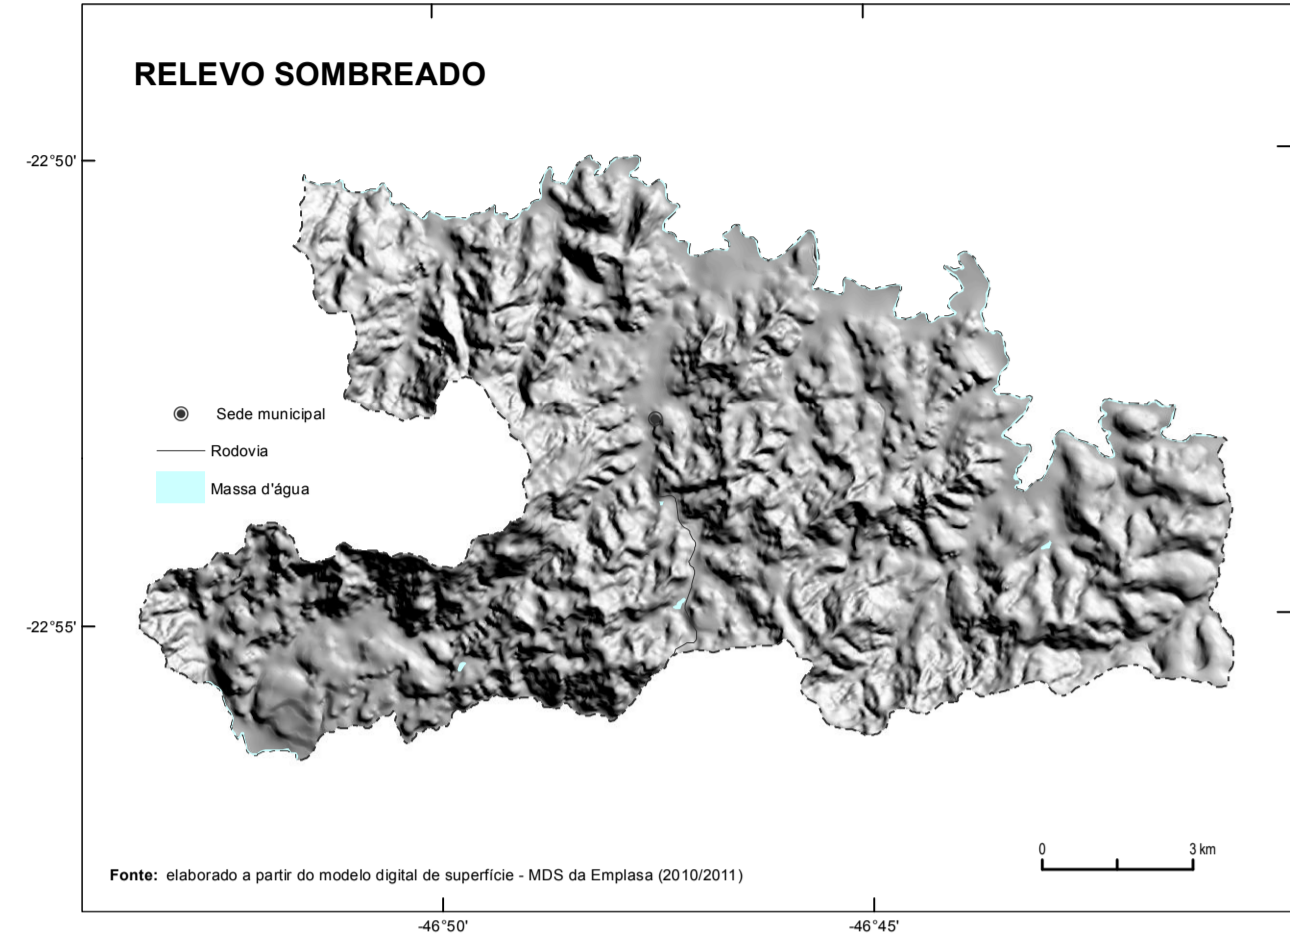 RELEVO SOMBREADO
-22°50'
Sede municipal
Rodovia
Massa d'água
-22°55'
0 3 km
Fonte: elaborado a partir do modelo digital de superfície - MDS da Emplasa (2010/2011)
-46°50' -46°45'